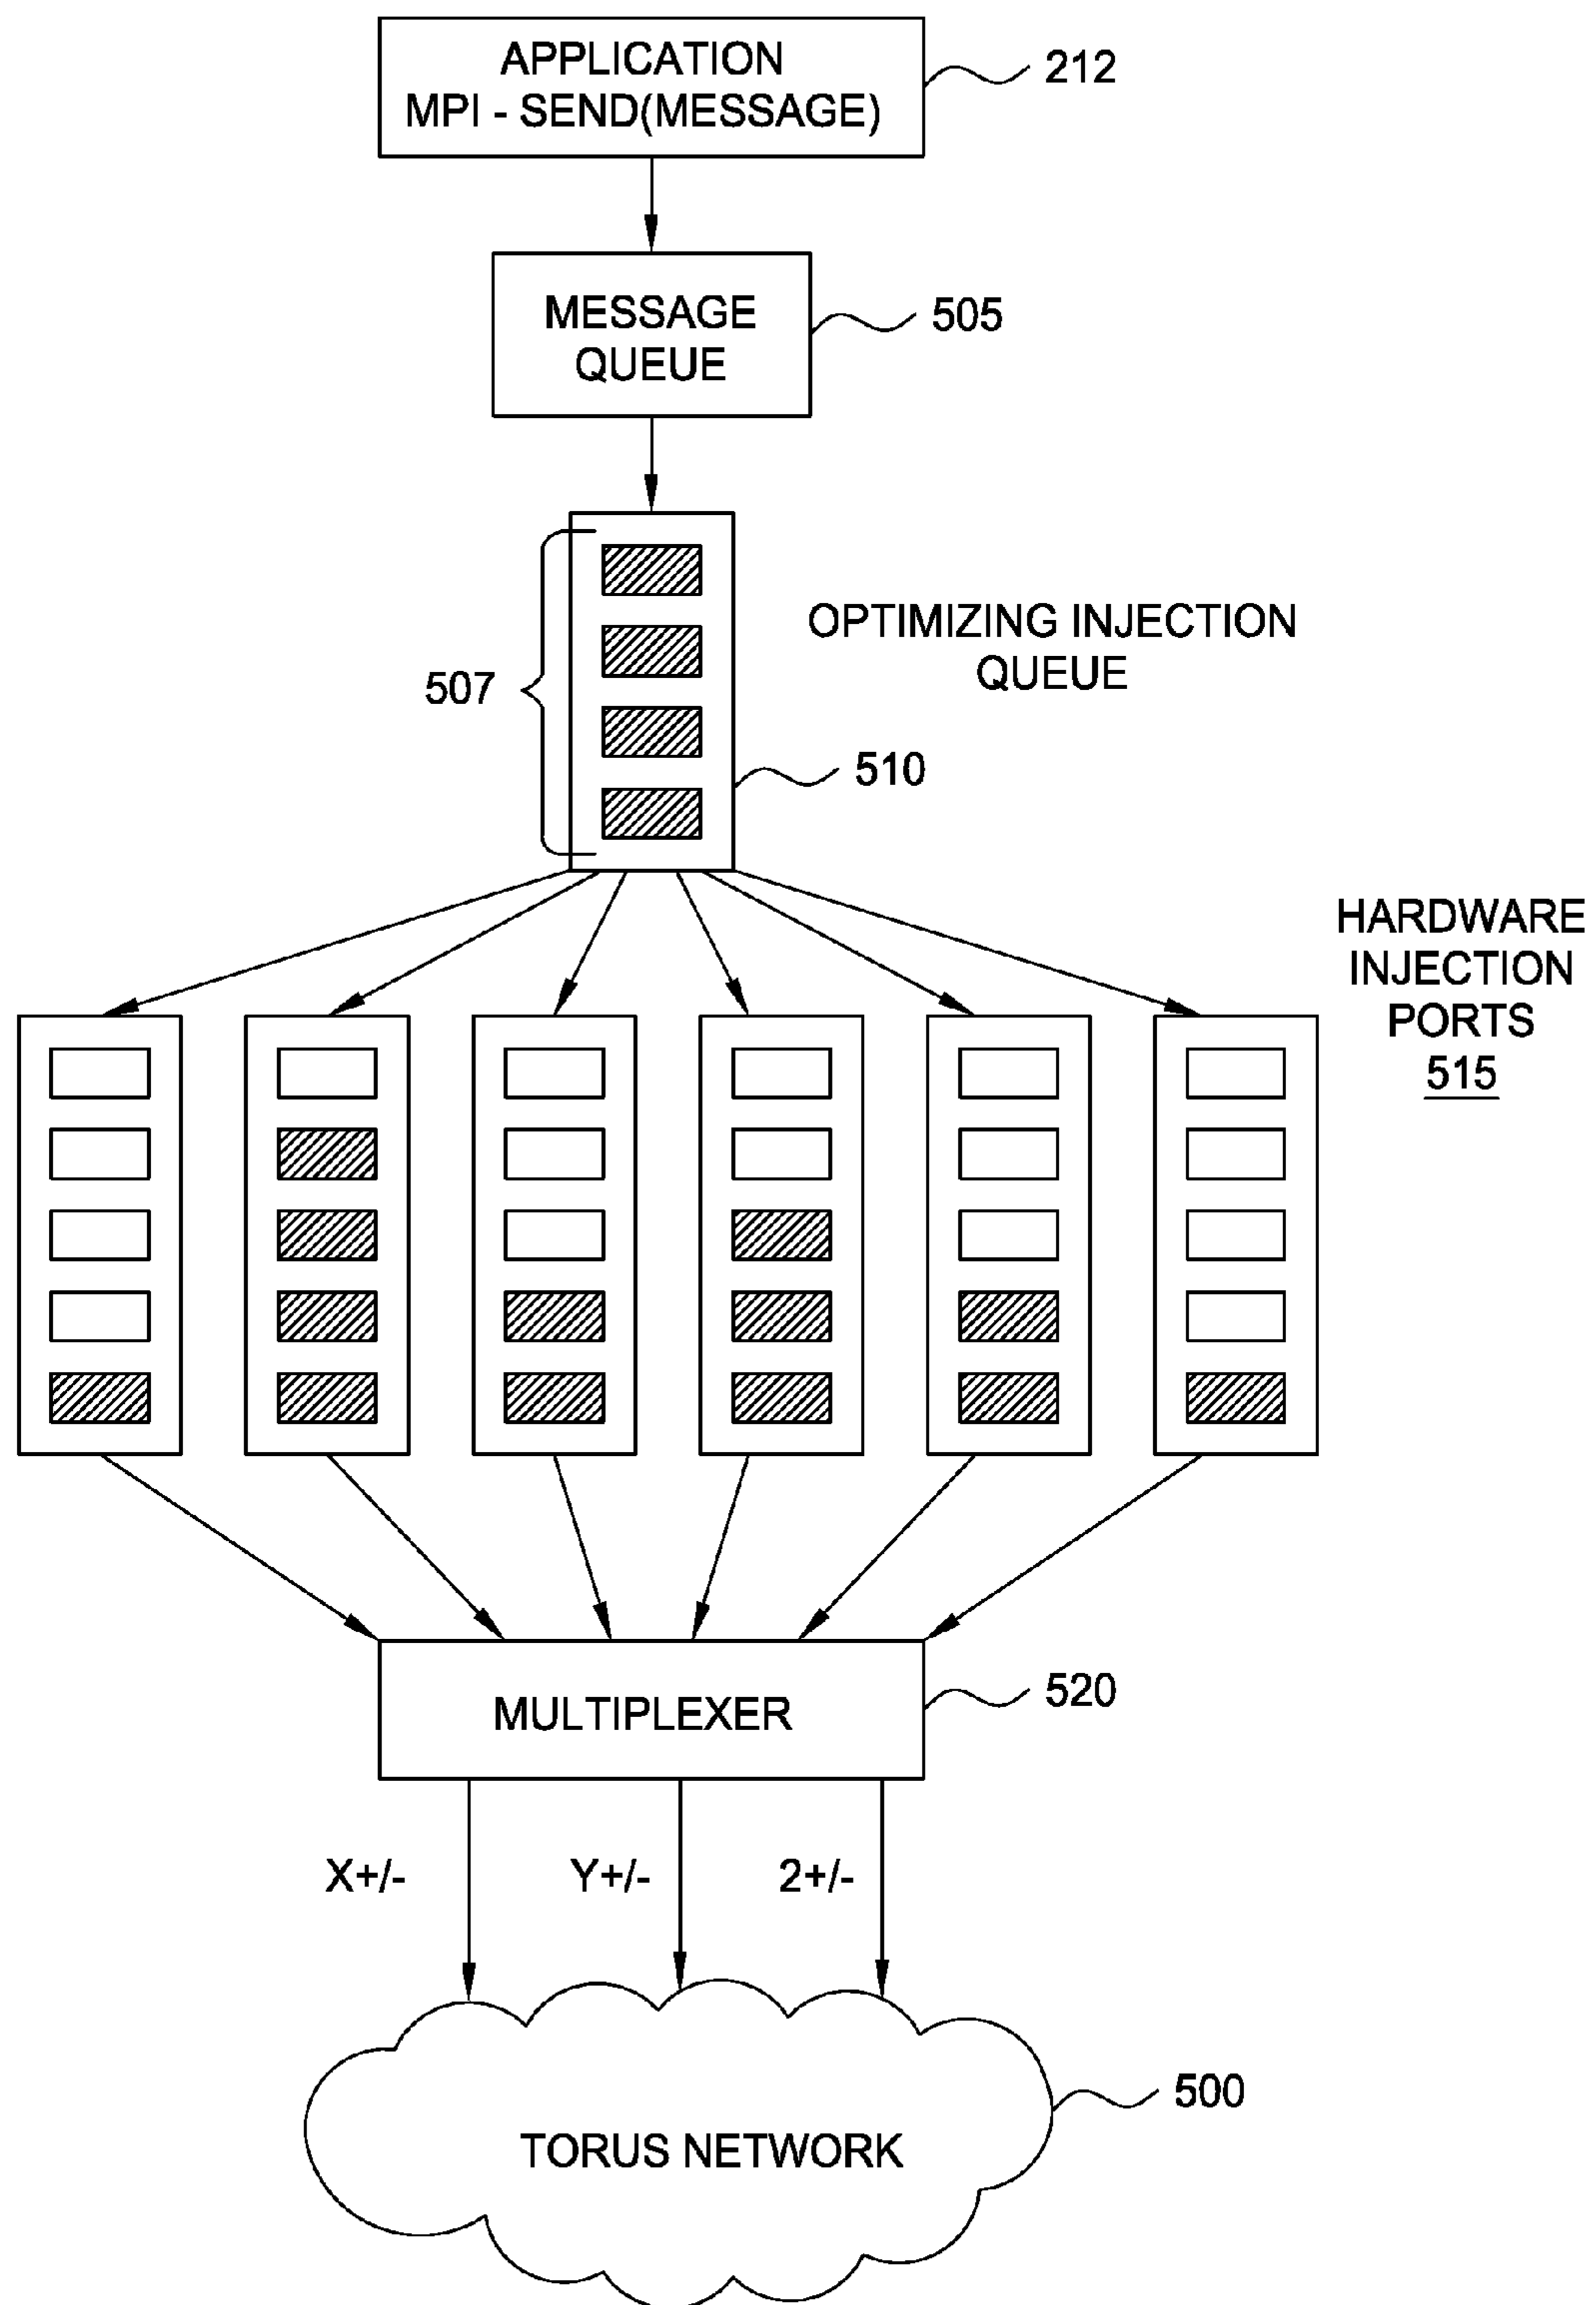 APPLICATION
MPI - SEND(MESSAGE)
212
MESSAGE
QUEUE
505
OPTIMIZING INJECTION
QUEUE
507
510
HARDWARE
INJECTION
PORTS
515
MULTIPLEXER
520
X+/-
Y+/-
2+/-
500
TORUS NETWORK